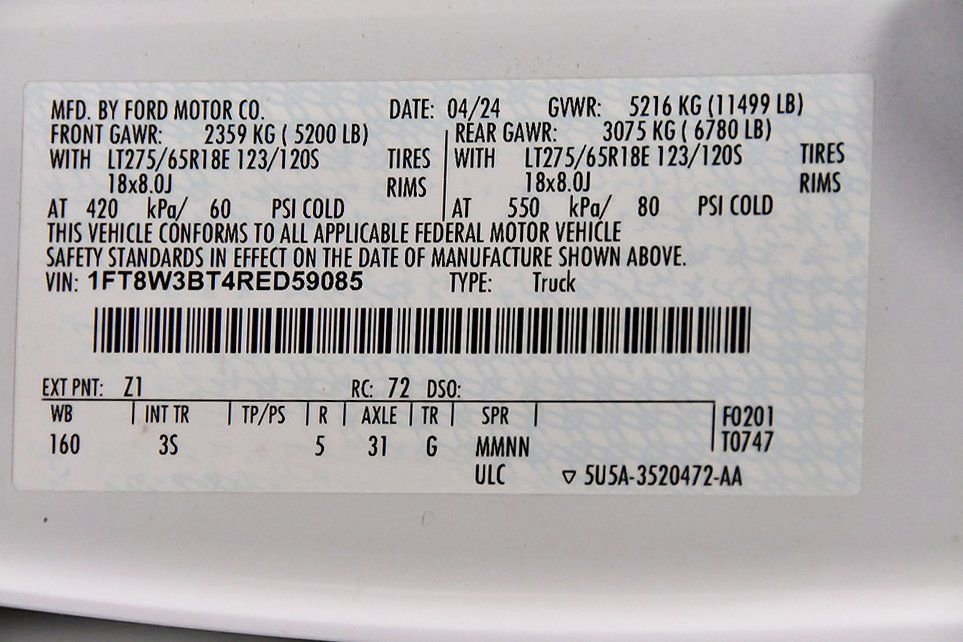 MFD. BY FORD MOTOR CO. DATE: 04/24 GVWR: 5216 KG (11499 LB)
FRONT GAWR: 2359 KG ( 5200 LB) REAR GAWR: 3075 KG ( 6780 LB)
WITH LT275/65R18E 123/120S TIRES WITH LT275/65R18E 123/120S TIRES
18x8.0J RIMS 18x8.0J RIMS
AT 420 kPa/ 60 PSI COLD AT 550 kPa/ 80 PSI COLD
THIS VEHICLE CONFORMS TO ALL APPLICABLE FEDERAL MOTOR VEHICLE
SAFETY STANDARDS IN EFFECT ON THE DATE OF MANUFACTURE SHOWN ABOVE.
VIN: 1FT8W3BT4RED59085 TYPE: Truck
EXT PNT: Z1 RC: 72 DSO:
WB INT TR TP/PS R AXLE TR SPR F0201
160 3S 5 31 G MMNN T0747
ULC ▽ 5U5A-3520472-AA